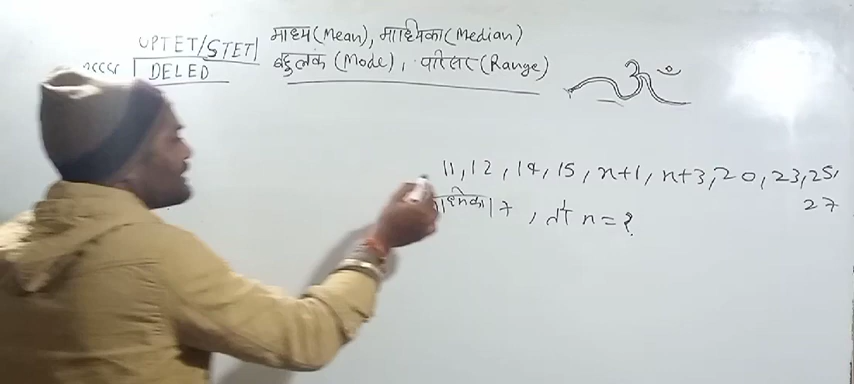 UPTET/STET/
DELED
माध्य (Mean), माध्यिका (Median)
बहुलक (Mode), परिसर (Range)
ॐ
11, 12, 14, 15, n+1, n+3, 20, 23, 25,
27
17, तो n = ?